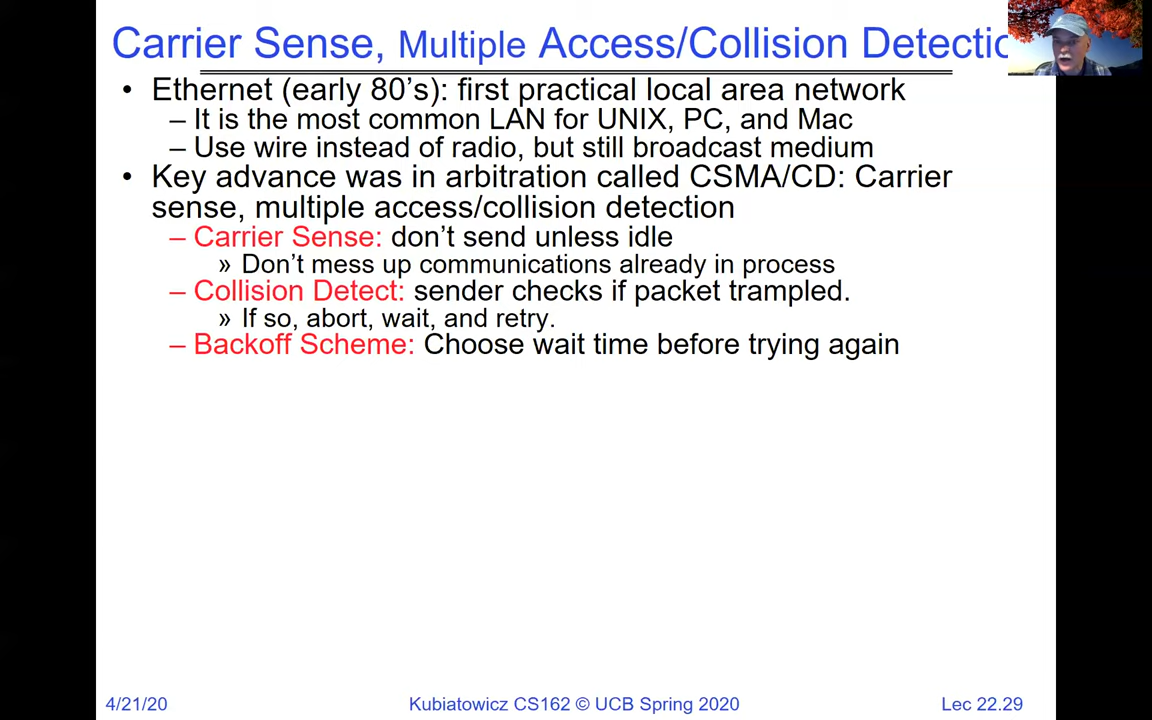 Carrier Sense, Multiple Access/Collision
• Ethernet (early 80's): first practical local area network
– It is the most common LAN for UNIX, PC, and Mac
– Use wire instead of radio, but still broadcast medium
• Key advance was in arbitration called CSMA/CD: Carrier
sense, multiple access/collision detection
– Carrier Sense: don't send unless idle
» Don't mess up communications already in process
– Collision Detect: sender checks if packet trampled.
» If so, abort, wait, and retry.
– Backoff Scheme: Choose wait time before trying again
4/21/20 Kubiatowicz CS162 © UCB Spring 2020 Lec 22.29